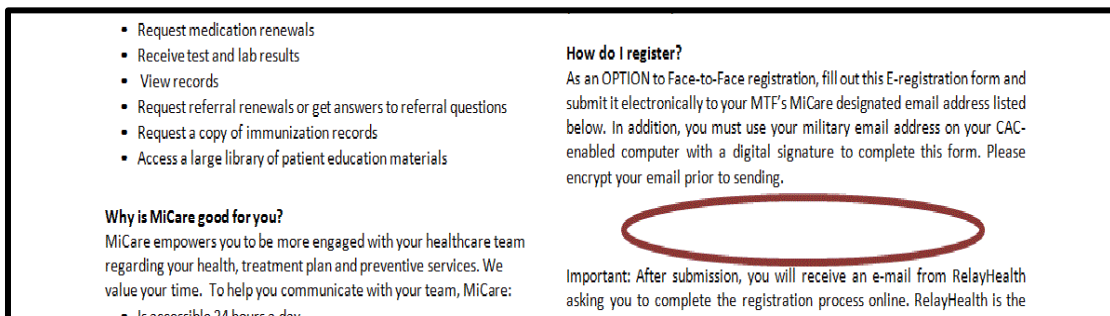 • Request medication renewals
• Receive test and lab results
• View records
• Request referral renewals or get answers to referral questions
• Request a copy of immunization records
• Access a large library of patient education materials
Why is MiCare good for you?
MiCare empowers you to be more engaged with your healthcare team
regarding your health, treatment plan and preventive services. We
value your time. To help you communicate with your team, MiCare:
• Is accessible 24 hours a day
How do I register?
As an OPTION to Face-to-Face registration, fill out this E-registration form and
submit it electronically to your MTF's MiCare designated email address listed
below. In addition, you must use your military email address on your CAC-
enabled computer with a digital signature to complete this form. Please
encrypt your email prior to sending.
Important: After submission, you will receive an e-mail from RelayHealth
asking you to complete the registration process online. RelayHealth is the